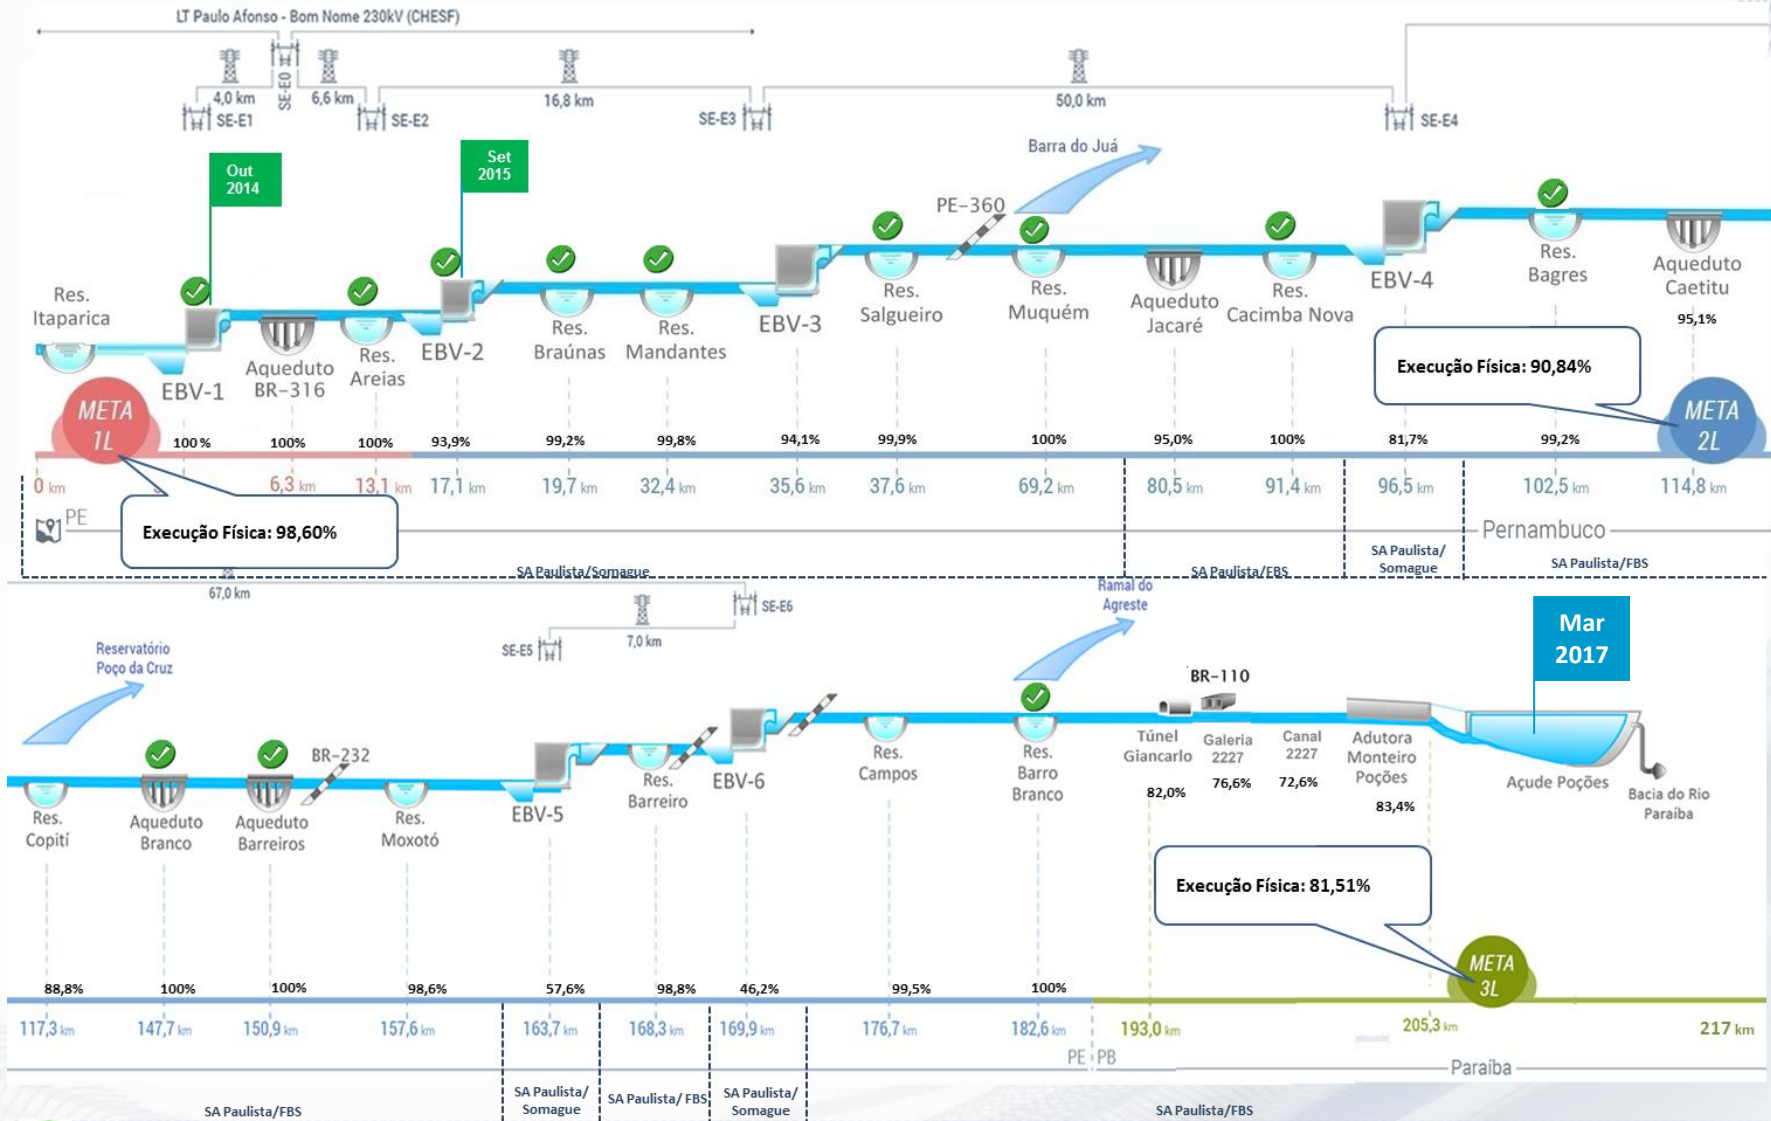 LT Paulo Afonso - Bom Nome 230kV (CHESF)
SE-E0
4,0 km
6,6 km
16,8 km
50,0 km
SE-E1
SE-E2
SE-E3
SE-E4
Out
2014
Set
2015
Barra do Juá
PE-360
Res.
Itaparica
EBV-1
Aqueduto
BR-316
Res.
Areias
EBV-2
Res.
Braúnas
Res.
Mandantes
EBV-3
Res.
Salgueiro
Res.
Muquém
Aqueduto
Jacaré
Res.
Cacimba Nova
EBV-4
Res.
Bagres
Aqueduto
Caetitu
95,1%
Execução Física: 90,84%
META
1L
META
2L
100 %
100%
100%
93,9%
99,2%
99,8%
94,1%
99,9%
100%
95,0%
100%
81,7%
99,2%
0 km
6,3 km
13,1 km
17,1 km
19,7 km
32,4 km
35,6 km
37,6 km
69,2 km
80,5 km
91,4 km
96,5 km
102,5 km
114,8 km
PE
Execução Física: 98,60%
Pernambuco
SA Paulista/Somague
SA Paulista/FBS
SA Paulista/
Somague
SA Paulista/FBS
67,0 km
SE-E5
7,0 km
SE-E6
Ramal do
Agreste
Mar
2017
Reservatório
Poço da Cruz
BR-232
BR-110
Res.
Copití
Aqueduto
Branco
Aqueduto
Barreiros
Res.
Moxotó
EBV-5
Res.
Barreiro
EBV-6
Res.
Campos
Res.
Barro
Branco
Túnel
Giancarlo
82,0%
Galeria
2227
76,6%
Canal
2227
72,6%
Adutora
Monteiro
Poções
83,4%
Açude Poções
Bacia do Rio
Paraíba
Execução Física: 81,51%
META
3L
88,8%
100%
100%
98,6%
57,6%
98,8%
46,2%
99,5%
100%
117,3 km
147,7 km
150,9 km
157,6 km
163,7 km
168,3 km
169,9 km
176,7 km
182,6 km
193,0 km
205,3 km
217 km
PE
PB
Paraíba
SA Paulista/FBS
SA Paulista/
Somague
SA Paulista/ FBS
SA Paulista/
Somague
SA Paulista/FBS